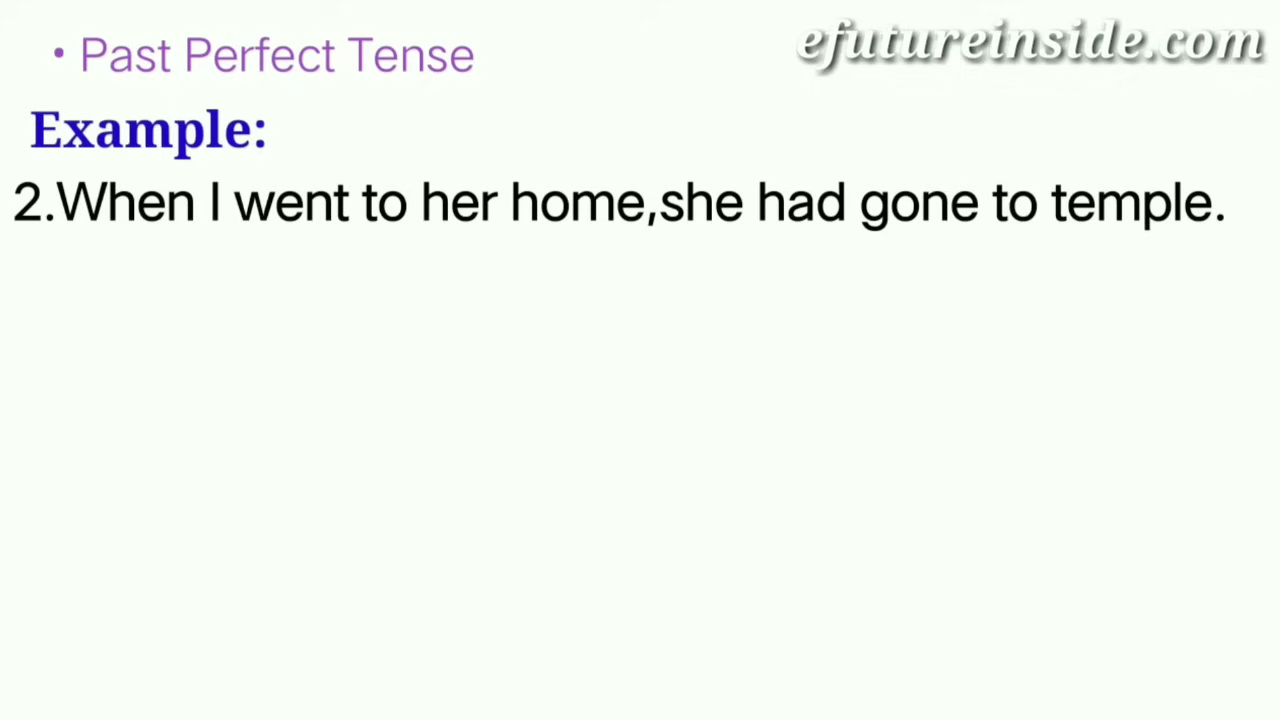 • Past Perfect Tense
efutureinside.com
Example:
2.When I went to her home,she had gone to temple.